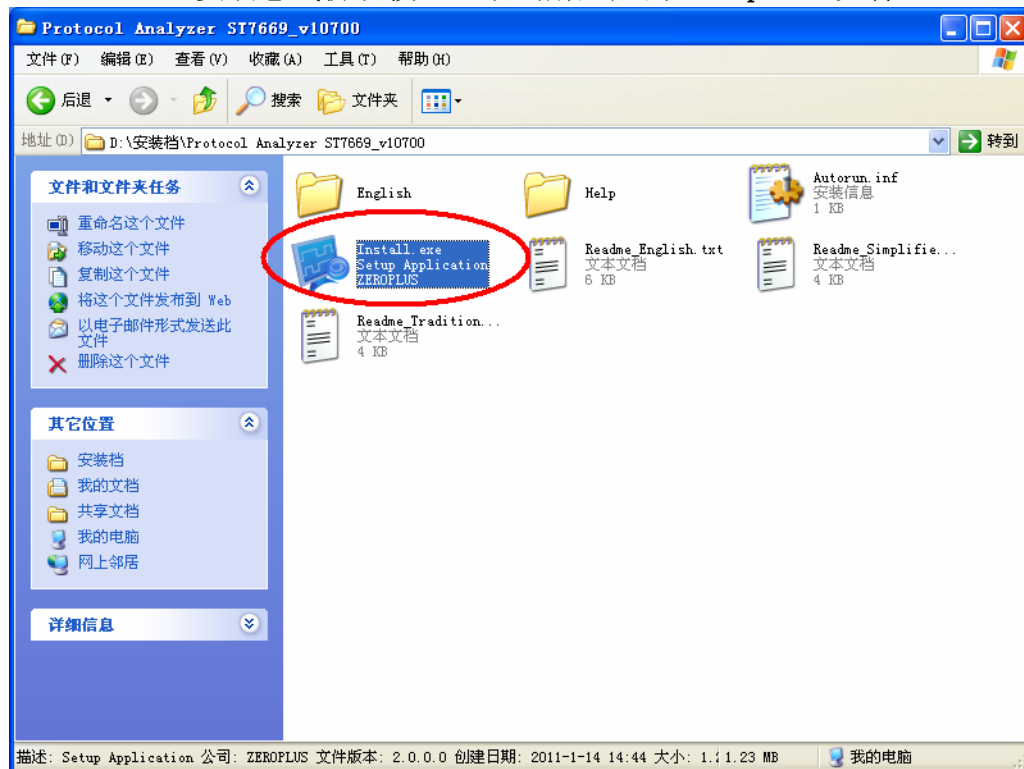 Protocol Analyzer ST7669_v10700
文件(F) 编辑(E) 查看(V) 收藏(A) 工具(T) 帮助(H)
后退 搜索 文件夹
地址(D) D:\安装档\Protocol Analyzer ST7669_v10700 转到
文件和文件夹任务
重命名这个文件
移动这个文件
复制这个文件
将这个文件发布到 Web
以电子邮件形式发送此
文件
删除这个文件
其它位置
安装档
我的文档
共享文档
我的电脑
网上邻居
详细信息
English
Help
Autorun.inf
安装信息
1 KB
Install.exe
Setup Application
ZEROPLUS
Readme_English.txt
文本文档
6 KB
Readme_Simplifie...
文本文档
4 KB
Readme_Tradition...
文本文档
4 KB
描述: Setup Application 公司: ZEROPLUS 文件版本: 2.0.0.0 创建日期: 2011-1-14 14:44 大小: 1. 1.23 MB 我的电脑